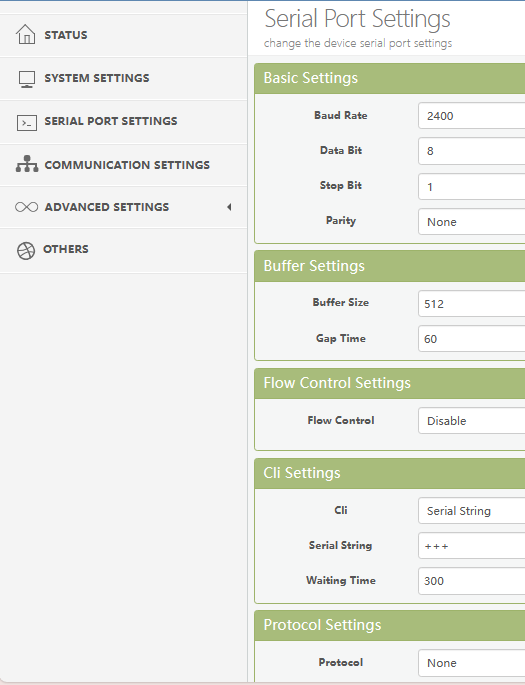 STATUS
SYSTEM SETTINGS
SERIAL PORT SETTINGS
COMMUNICATION SETTINGS
ADVANCED SETTINGS
OTHERS
Serial Port Settings
change the device serial port settings
Basic Settings
Baud Rate 2400
Data Bit 8
Stop Bit 1
Parity None
Buffer Settings
Buffer Size 512
Gap Time 60
Flow Control Settings
Flow Control Disable
Cli Settings
Cli Serial String
Serial String +++
Waiting Time 300
Protocol Settings
Protocol None